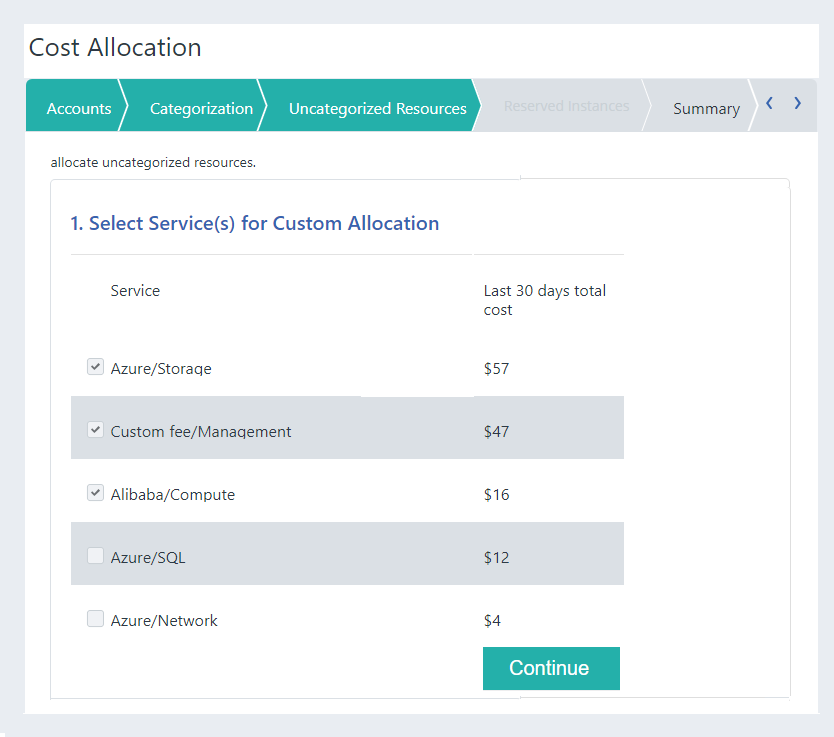 Cost Allocation
Accounts Categorization Uncategorized Resources Reserved Instances Summary
allocate uncategorized resources.
1. Select Service(s) for Custom Allocation
Service Last 30 days total
cost
Azure/Storage $57
Custom fee/Management $47
Alibaba/Compute $16
Azure/SQL $12
Azure/Network $4
Continue